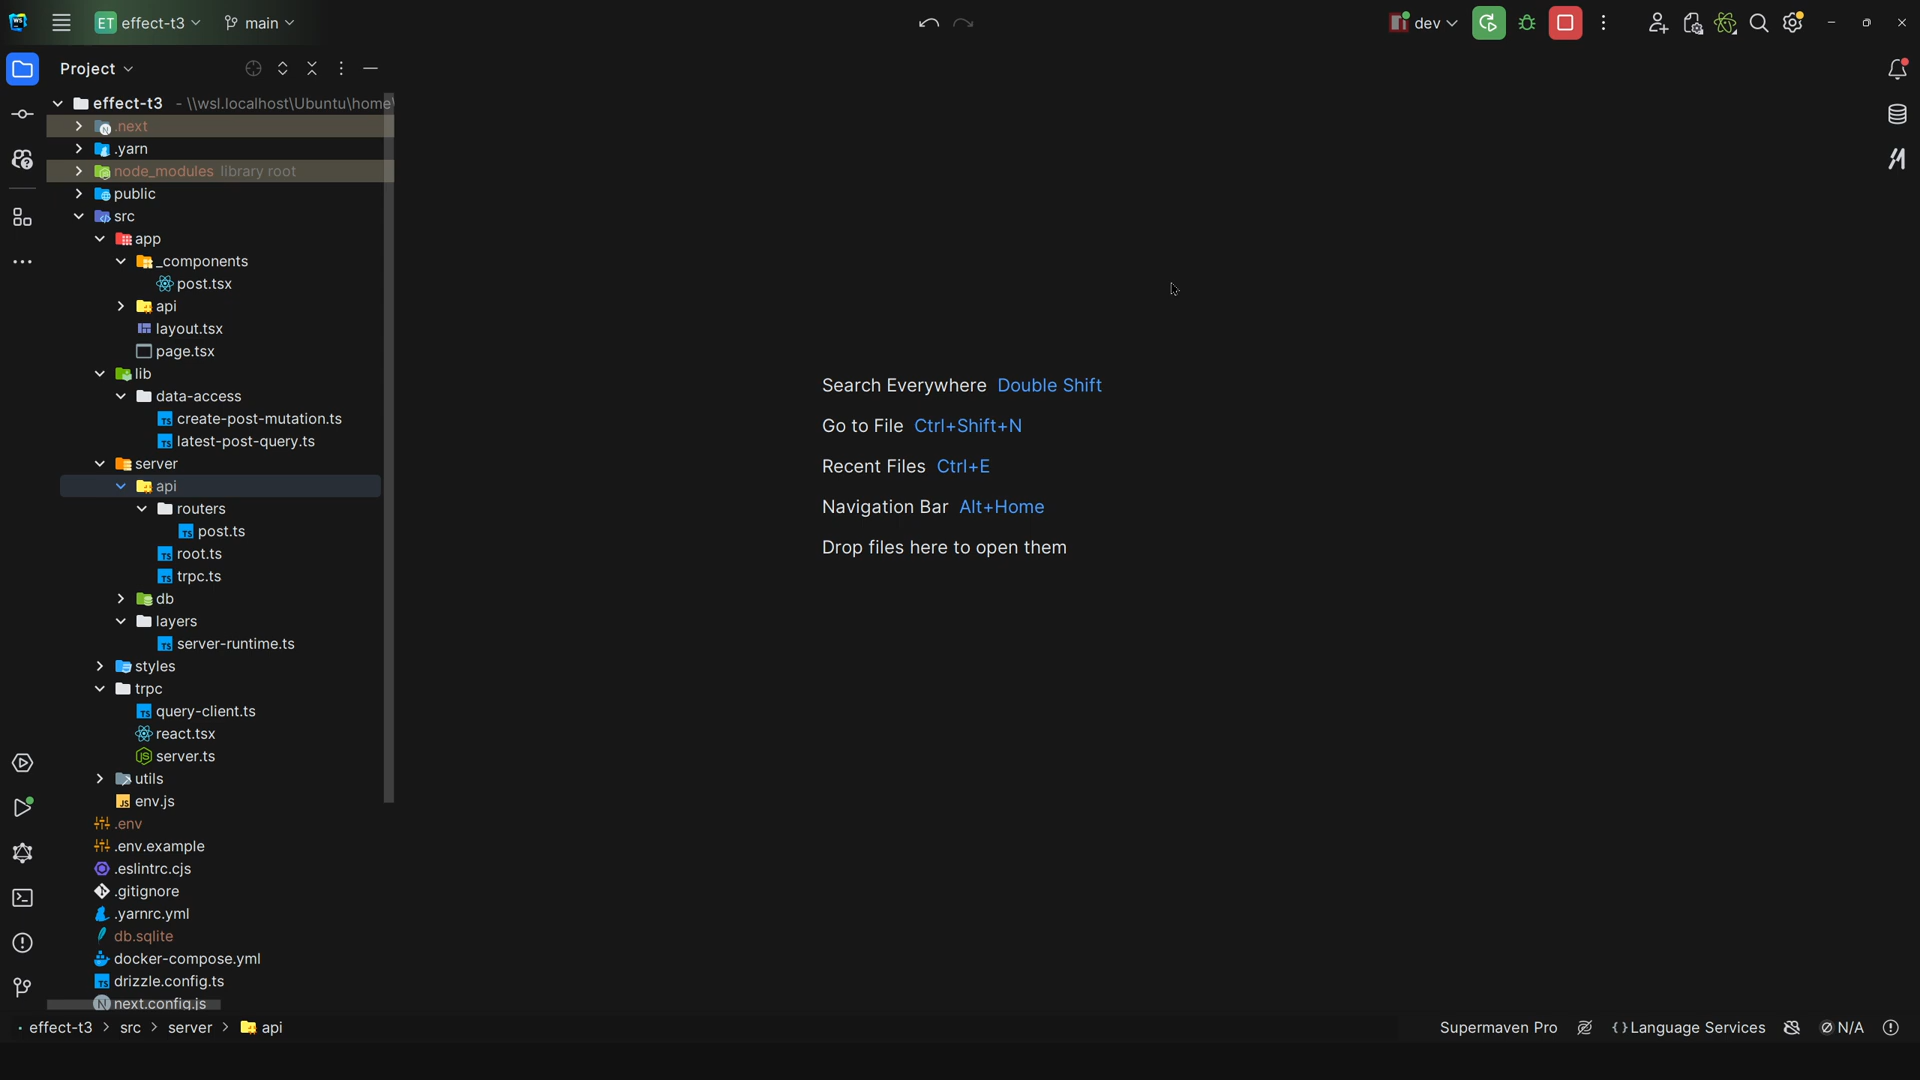 WS
ET effect-t3
main
dev
Project
effect-t3 - \\wsl.localhost\Ubuntu\home\
.next
.yarn
node_modules library root
public
src
app
_components
post.tsx
api
layout.tsx
page.tsx
lib
data-access
create-post-mutation.ts
latest-post-query.ts
server
api
routers
post.ts
root.ts
trpc.ts
db
layers
server-runtime.ts
styles
trpc
query-client.ts
react.tsx
server.ts
utils
env.js
.env
.env.example
.eslintrc.cjs
.gitignore
.yarnrc.yml
db.sqlite
docker-compose.yml
drizzle.config.ts
next.config.js
Search Everywhere Double Shift
Go to File Ctrl+Shift+N
Recent Files Ctrl+E
Navigation Bar Alt+Home
Drop files here to open them
effect-t3 > src > server > api
Supermaven Pro
{} Language Services
N/A